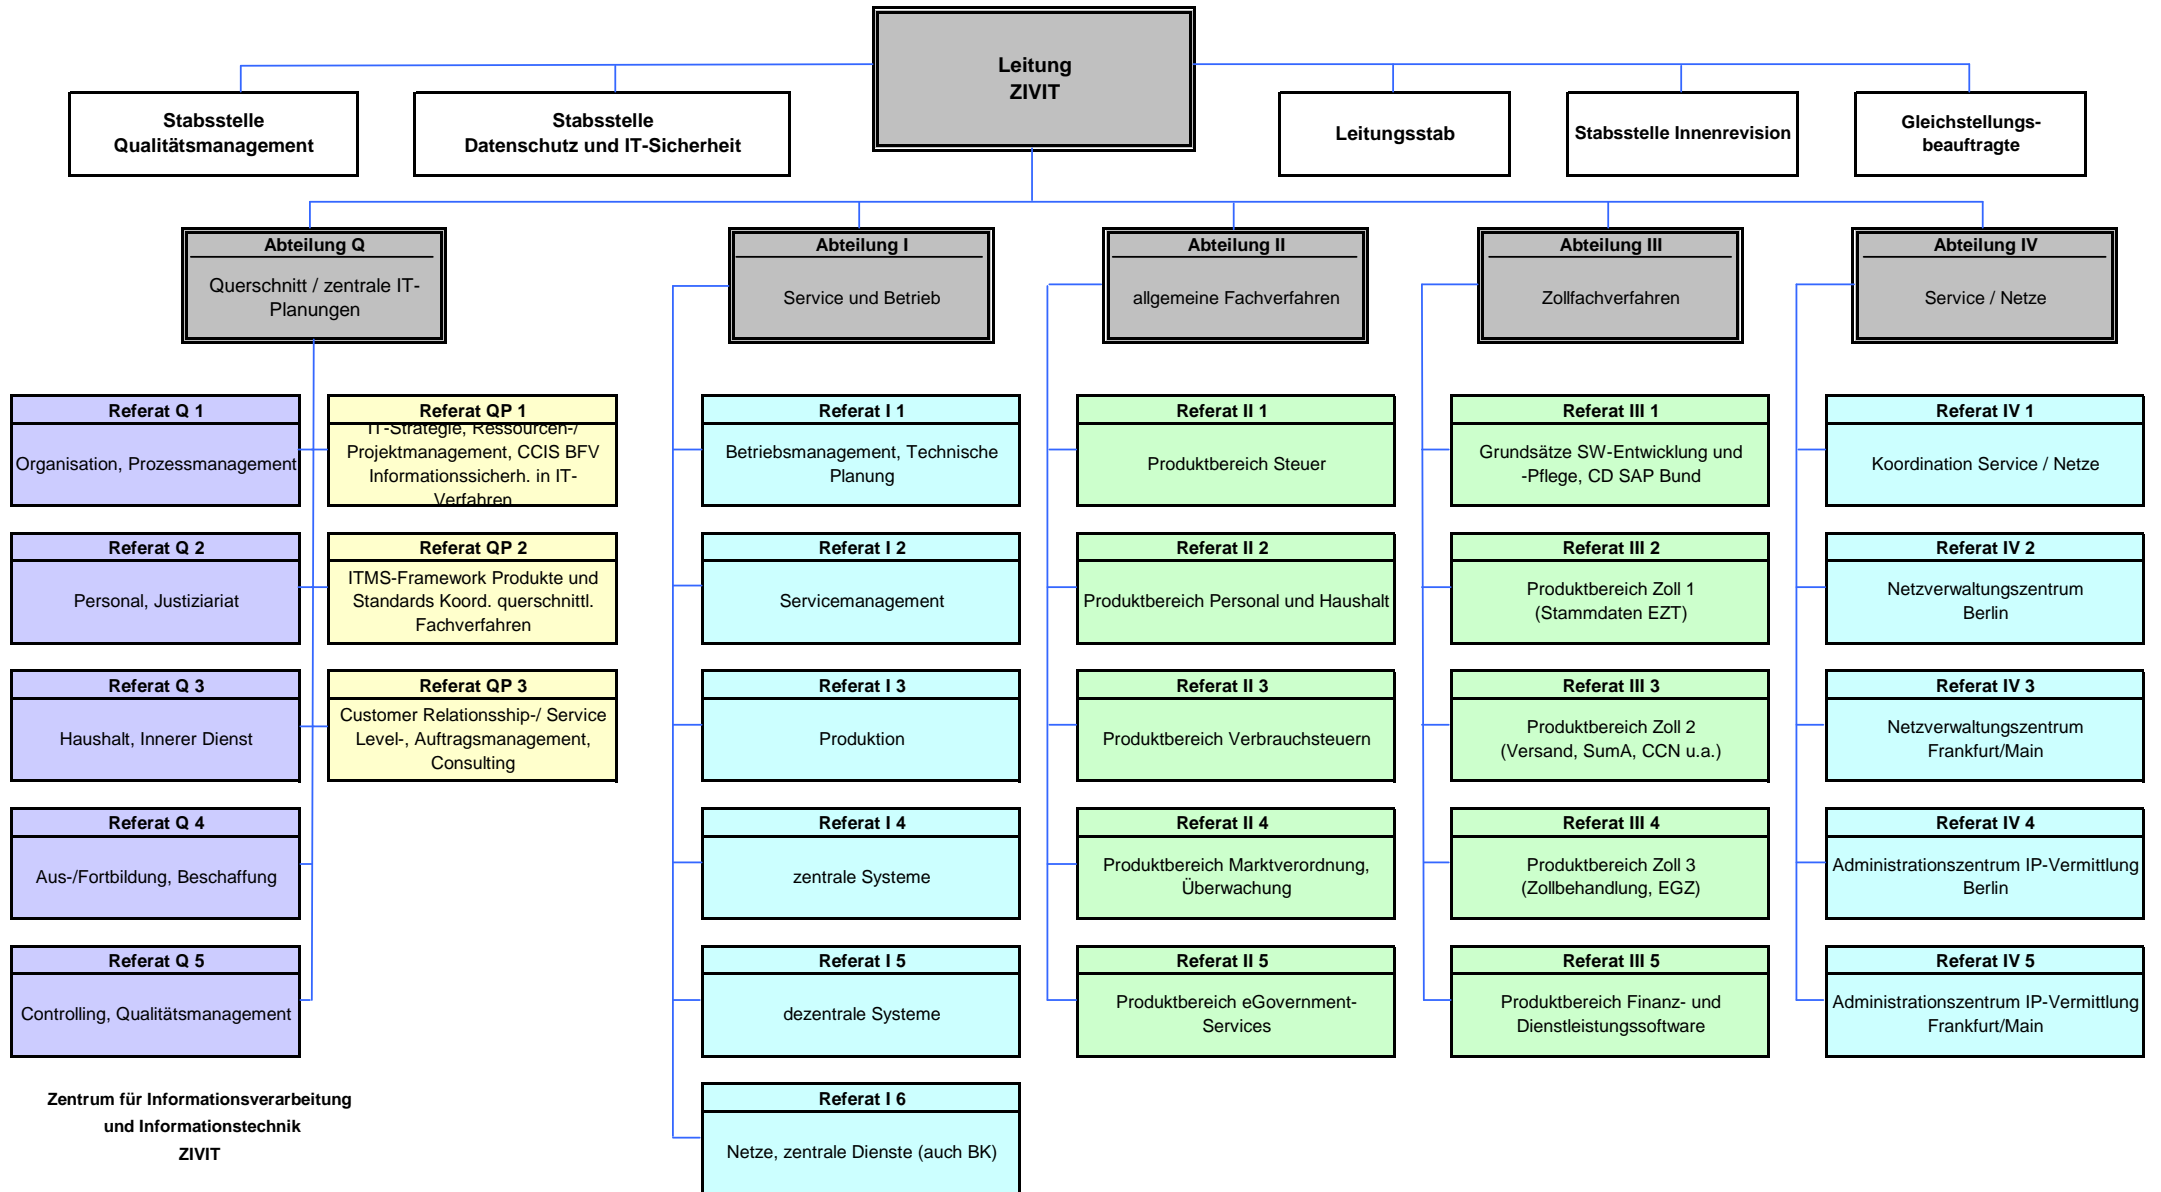 Leitung
ZIVIT
Stabsstelle
Qualitätsmanagement
Stabsstelle
Datenschutz und IT-Sicherheit
Leitungsstab
Stabsstelle Innenrevision
Gleichstellungs-
beauftragte
Abteilung Q
Querschnitt / zentrale IT-
Planungen
Abteilung I
Service und Betrieb
Abteilung II
allgemeine Fachverfahren
Abteilung III
Zollfachverfahren
Abteilung IV
Service / Netze
Referat Q 1
Organisation, Prozessmanagement
Referat QP 1
IT-Strategie, Ressourcen-/
Projektmanagement, CCIS BFV
Informationssicherh. in IT-
Verfahren
Referat I 1
Betriebsmanagement, Technische
Planung
Referat II 1
Produktbereich Steuer
Referat III 1
Grundsätze SW-Entwicklung und
-Pflege, CD SAP Bund
Referat IV 1
Koordination Service / Netze
Referat Q 2
Personal, Justiziariat
Referat QP 2
ITMS-Framework Produkte und
Standards Koord. querschnittl.
Fachverfahren
Referat I 2
Servicemanagement
Referat II 2
Produktbereich Personal und Haushalt
Referat III 2
Produktbereich Zoll 1
(Stammdaten EZT)
Referat IV 2
Netzverwaltungszentrum
Berlin
Referat Q 3
Haushalt, Innerer Dienst
Referat QP 3
Customer Relationsship-/ Service
Level-, Auftragsmanagement,
Consulting
Referat I 3
Produktion
Referat II 3
Produktbereich Verbrauchsteuern
Referat III 3
Produktbereich Zoll 2
(Versand, SumA, CCN u.a.)
Referat IV 3
Netzverwaltungszentrum
Frankfurt/Main
Referat Q 4
Aus-/Fortbildung, Beschaffung
Referat I 4
zentrale Systeme
Referat II 4
Produktbereich Marktverordnung,
Überwachung
Referat III 4
Produktbereich Zoll 3
(Zollbehandlung, EGZ)
Referat IV 4
Administrationszentrum IP-Vermittlung
Berlin
Referat Q 5
Controlling, Qualitätsmanagement
Referat I 5
dezentrale Systeme
Referat II 5
Produktbereich eGovernment-
Services
Referat III 5
Produktbereich Finanz- und
Dienstleistungssoftware
Referat IV 5
Administrationszentrum IP-Vermittlung
Frankfurt/Main
Referat I 6
Netze, zentrale Dienste (auch BK)
Zentrum für Informationsverarbeitung
und Informationstechnik
ZIVIT